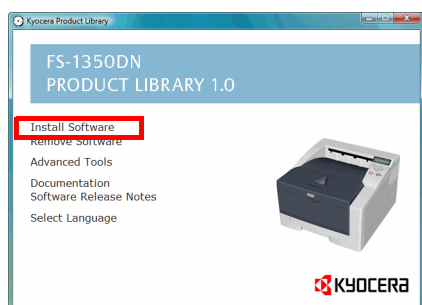 Kyocera Product Library
FS-1350DN
PRODUCT LIBRARY 1.0
Install Software
Remove Software
Advanced Tools
Documentation
Software Release Notes
Select Language
KYOCERA